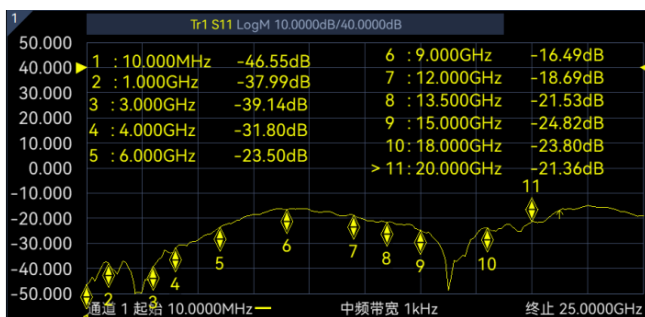 1
Tr1 S11 LogM 10.0000dB/40.0000dB
50.000
40.000
30.000
20.000
10.000
0.000
-10.000
-20.000
-30.000
-40.000
-50.000
1 : 10.000MHz -46.55dB
2 : 1.000GHz -37.99dB
3 : 3.000GHz -39.14dB
4 : 4.000GHz -31.80dB
5 : 6.000GHz -23.50dB
6 : 9.000GHz -16.49dB
7 : 12.000GHz -18.69dB
8 : 13.500GHz -21.53dB
9 : 15.000GHz -24.82dB
10: 18.000GHz -23.80dB
> 11: 20.000GHz -21.36dB
2
3
4
5
6
7
8
9
10
11
通道 1 起始 10.0000MHz
中频带宽 1kHz
终止 25.0000GHz